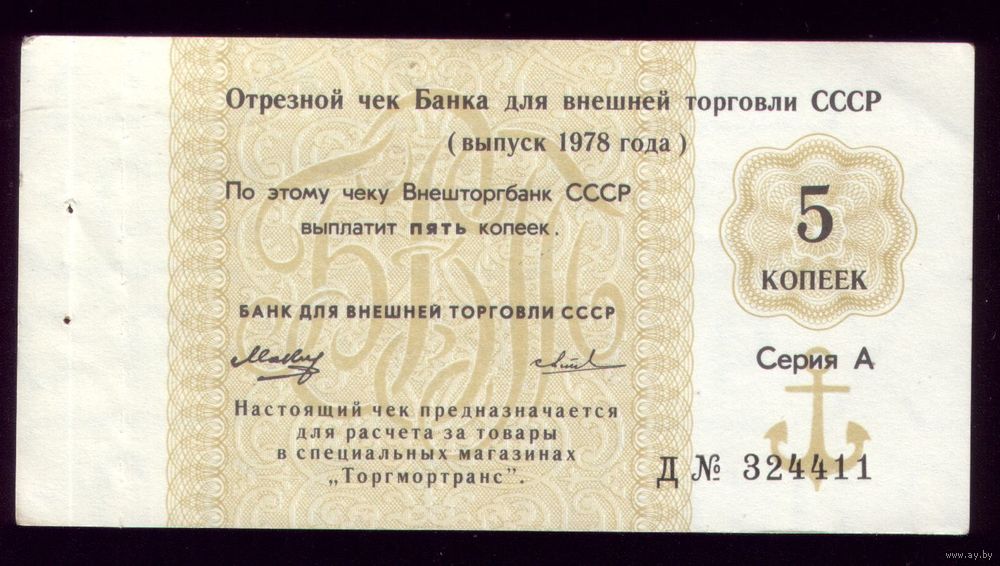 Отрезной чек Банка для внешней торговли СССР
(выпуск 1978 года)
По этому чеку Внешторгбанк СССР
выплатит пять копеек.
5
КОПЕЕК
БАНК ДЛЯ ВНЕШНЕЙ ТОРГОВЛИ СССР
Серия А
Настоящий чек предназначается
для расчета за товары
в специальных магазинах
„Торгмортранс”.
Д № 324411
www.ay.by